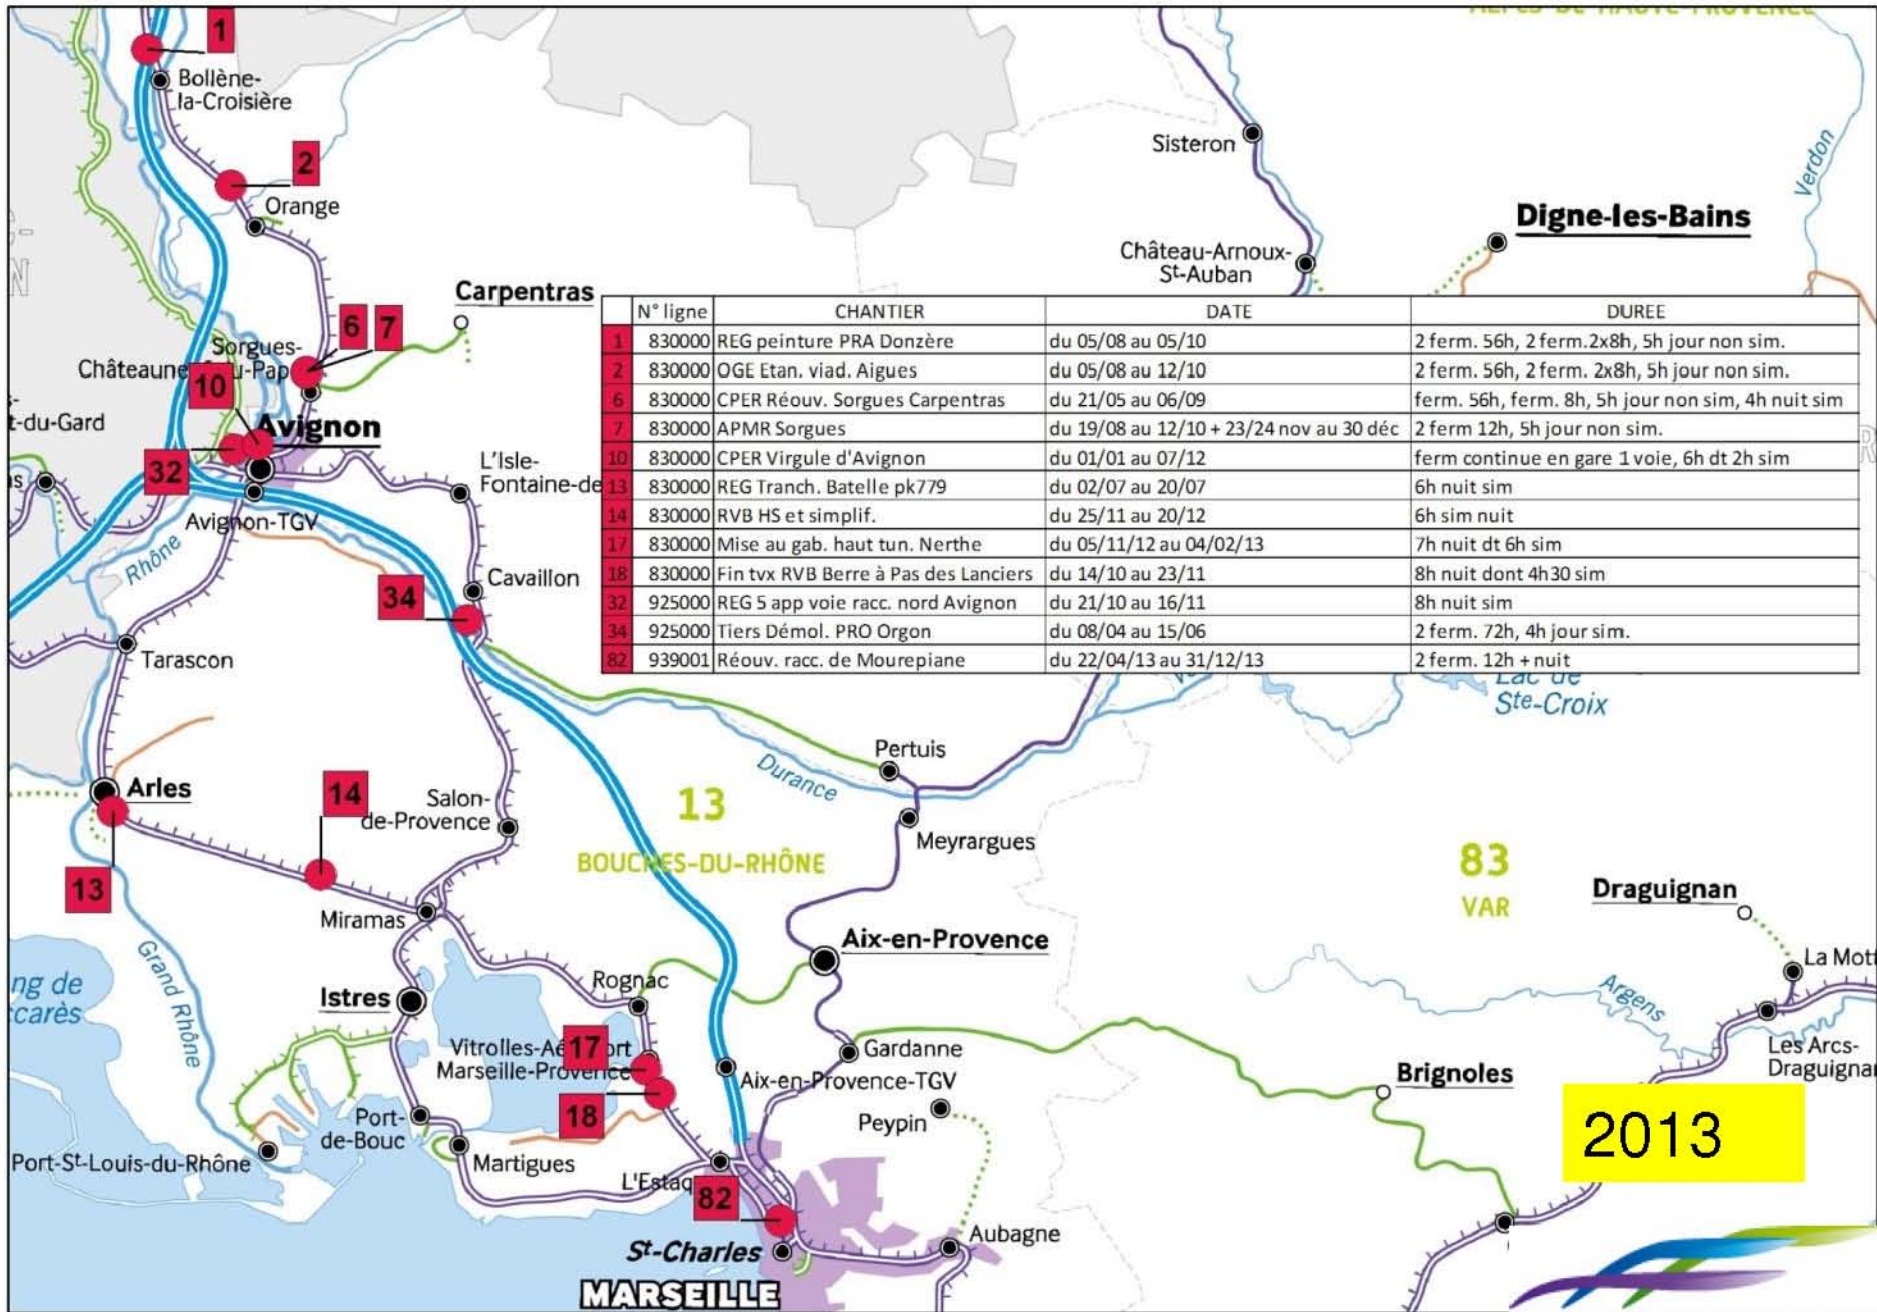 ALPES-DE-HAUTE-PROVENCE
1
Bollène-
la-Croisière
2
Orange
Sisteron
Verdon
Digne-les-Bains
Château-Arnoux-
St-Auban
Carpentras
6 7
Sorgues-
10
Avignon
32
t-du-Gard
L'Isle-
Fontaine-de
Avignon-TGV
Rhône
Cavaillon
34
Tarascon
N° ligne CHANTIER DATE DUREE
1 830000 REG peinture PRA Donzère du 05/08 au 05/10 2 ferm. 56h, 2 ferm.2x8h, 5h jour non sim.
2 830000 OGE Etan. viad. Aigues du 05/08 au 12/10 2 ferm. 56h, 2 ferm. 2x8h, 5h jour non sim.
6 830000 CPER Réouv. Sorgues Carpentras du 21/05 au 06/09 ferm. 56h, ferm. 8h, 5h jour non sim, 4h nuit sim
7 830000 APMR Sorgues du 19/08 au 12/10 + 23/24 nov au 30 déc 2 ferm 12h, 5h jour non sim.
10 830000 CPER Virgule d'Avignon du 01/01 au 07/12 ferm continue en gare 1 voie, 6h dt 2h sim
13 830000 REG Tranch. Batelle pk779 du 02/07 au 20/07 6h nuit sim
14 830000 RVB HS et simplif. du 25/11 au 20/12 6h sim nuit
17 830000 Mise au gab. haut tun. Nerthe du 05/11/12 au 04/02/13 7h nuit dt 6h sim
18 830000 Fin tvx RVB Berre à Pas des Lanciers du 14/10 au 23/11 8h nuit dont 4h30 sim
32 925000 REG 5 app voie racc. nord Avignon du 21/10 au 16/11 8h nuit sim
34 925000 Tiers Démol. PRO Orgon du 08/04 au 15/06 2 ferm. 72h, 4h jour sim.
82 939001 Réouv. racc. de Mourepiane du 22/04/13 au 31/12/13 2 ferm. 12h + nuit
Lac de
Ste-Croix
Pertuis
Durance
Arles
14
Salon-
de-Provence
13
BOUCHES-DU-RHÔNE
Meyrargues
83
VAR
Draguignan
13
Miramas
Aix-en-Provence
La Mott
Grand Rhône
ng de
carès
Istres
Rognac
Argens
Vitrolles-Aé
17
ort
Marseille-Provence
Gardanne
Les Arcs-
Draguignan
Aix-en-Provence-TGV
Brignoles
18
Peypin
Port-
de-Bouc
2013
Port-St-Louis-du-Rhône
Martigues
L'Estaq
82
St-Charles
Aubagne
MARSEILLE